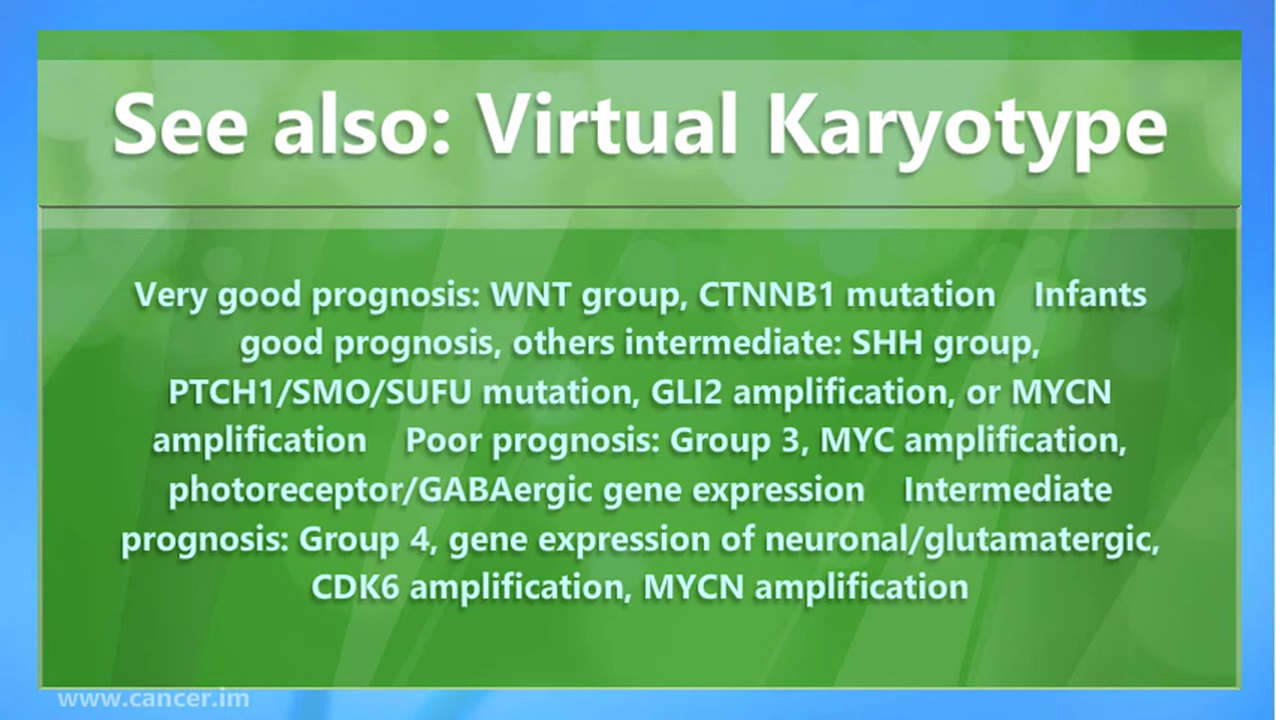 See also: Virtual Karyotype
Very good prognosis: WNT group, CTNNB1 mutation    Infants
good prognosis, others intermediate: SHH group,
PTCH1/SMO/SUFU mutation, GLI2 amplification, or MYCN
amplification    Poor prognosis: Group 3, MYC amplification,
photoreceptor/GABAergic gene expression    Intermediate
prognosis: Group 4, gene expression of neuronal/glutamatergic,
CDK6 amplification, MYCN amplification
www.cancer.im